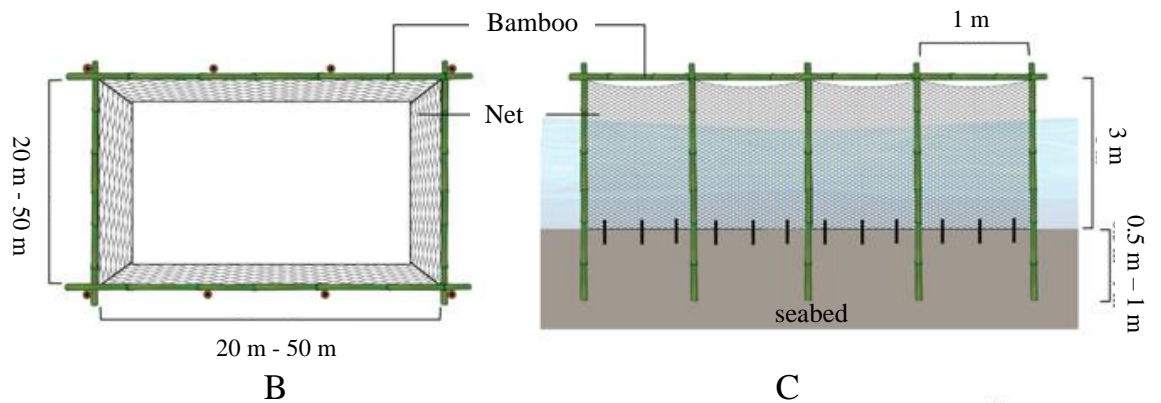 Bamboo
1 m
Net
20 m - 50 m
3 m
0.5 m – 1 m
seabed
20 m - 50 m
B
C